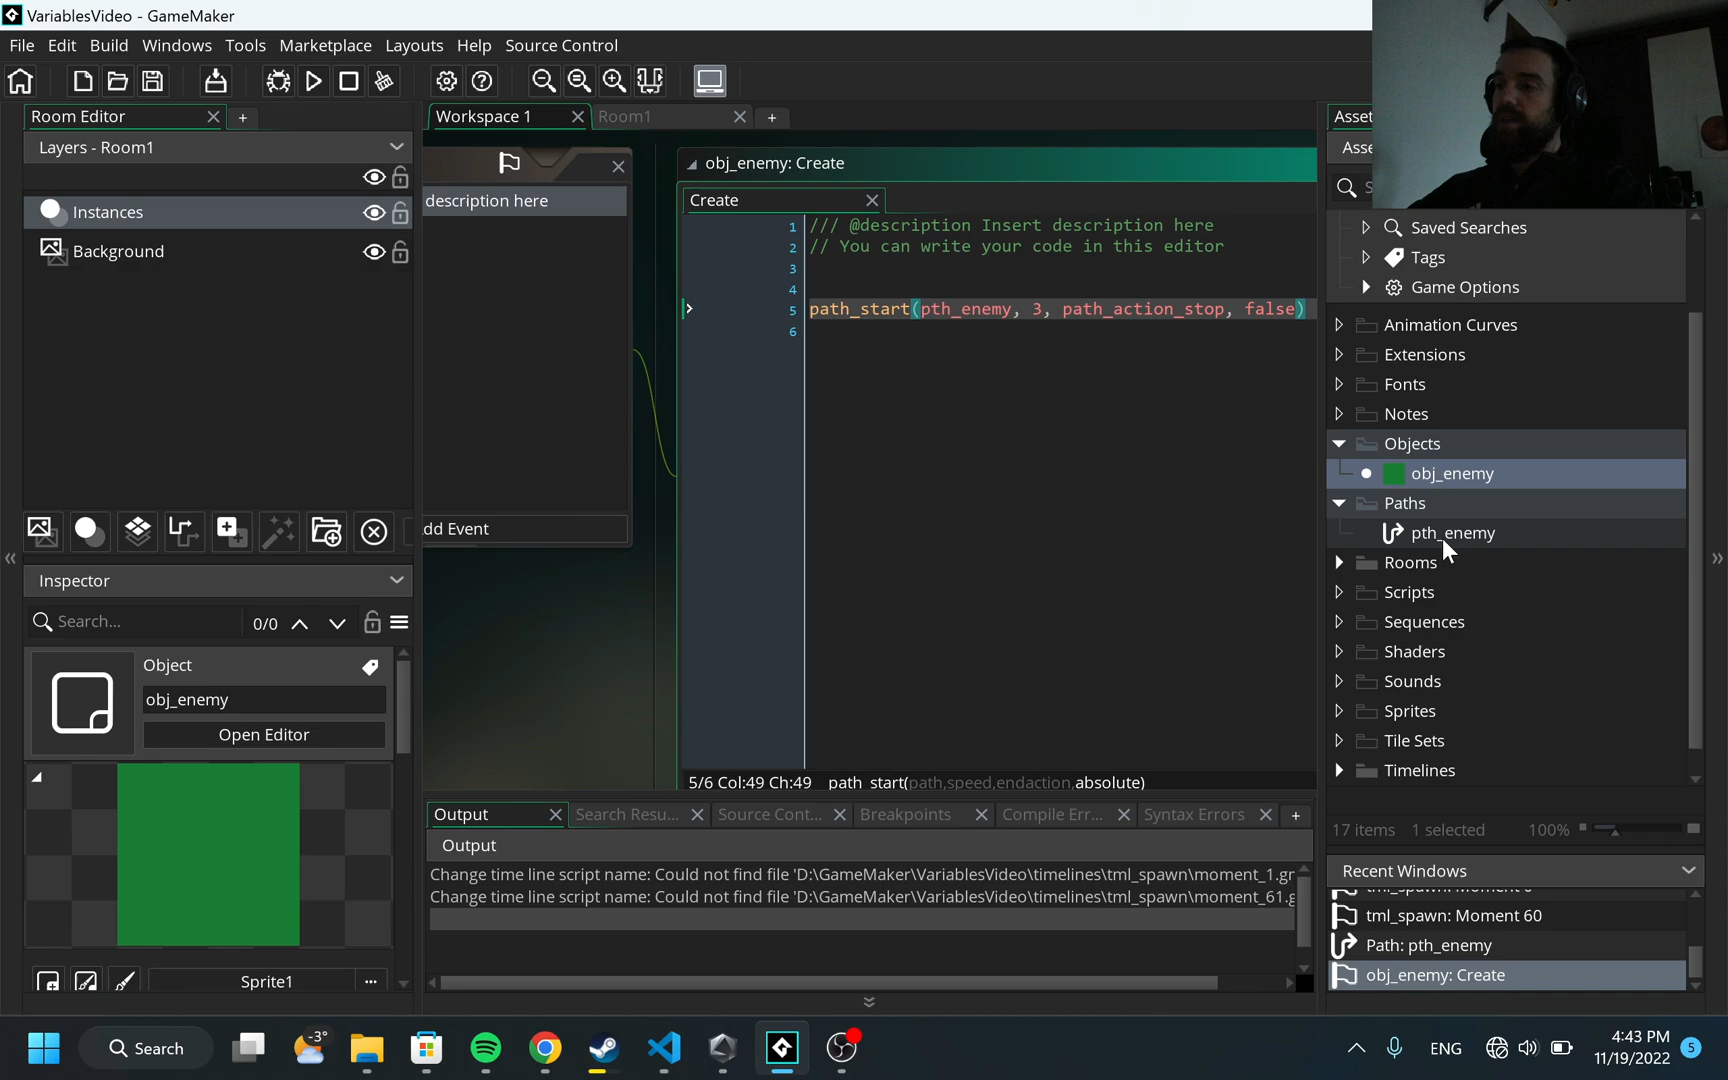 VariablesVideo - GameMaker
File Edit Build Windows Tools Marketplace Layouts Help Source Control
Room Editor
Layers - Room1
Instances
Background
Inspector
Search...
0/0
Object
obj_enemy
Open Editor
Sprite1
Workspace 1
Room1
description here
dd Event
obj_enemy: Create
Create
1 /// @description Insert description here
2 // You can write your code in this editor
3
4
5 path_start(pth_enemy, 3, path_action_stop, false)
6
5/6 Col:49 Ch:49 path_start(path,speed,endaction,absolute)
Output
Search Resu...
Source Cont...
Breakpoints
Compile Err...
Syntax Errors
Output
Change time line script name: Could not find file 'D:\GameMaker\VariablesVideo\timelines\tml_spawn\moment_1.gr
Change time line script name: Could not find file 'D:\GameMaker\VariablesVideo\timelines\tml_spawn\moment_61.g
Asset
Asse
S
Saved Searches
Tags
Game Options
Animation Curves
Extensions
Fonts
Notes
Objects
obj_enemy
Paths
pth_enemy
Rooms
Scripts
Sequences
Shaders
Sounds
Sprites
Tile Sets
Timelines
17 items 1 selected 100%
Recent Windows
tml_spawn: Moment 60
Path: pth_enemy
obj_enemy: Create
Search
-3°
ENG
4:43 PM
11/19/2022
5